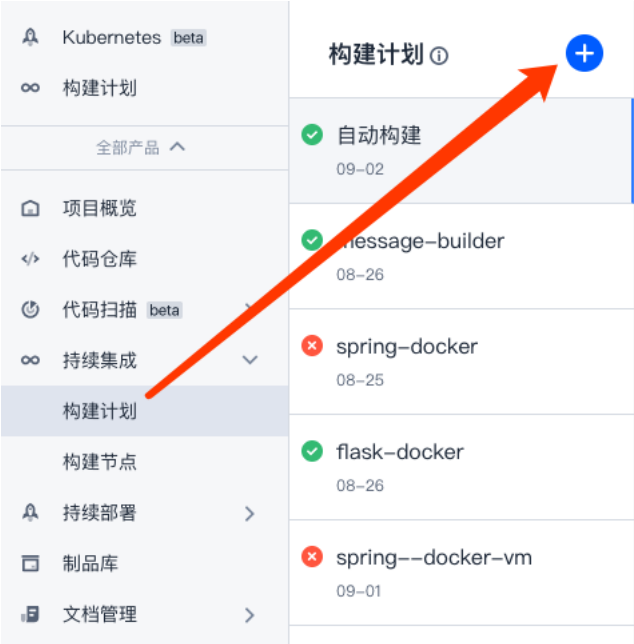 Kubernetes beta
构建计划
全部产品
项目概览
代码仓库
代码扫描 beta
持续集成
构建计划
构建节点
持续部署
制品库
文档管理
构建计划
自动构建
09-02
message-builder
08-26
spring-docker
08-25
flask-docker
08-26
spring--docker-vm
09-01